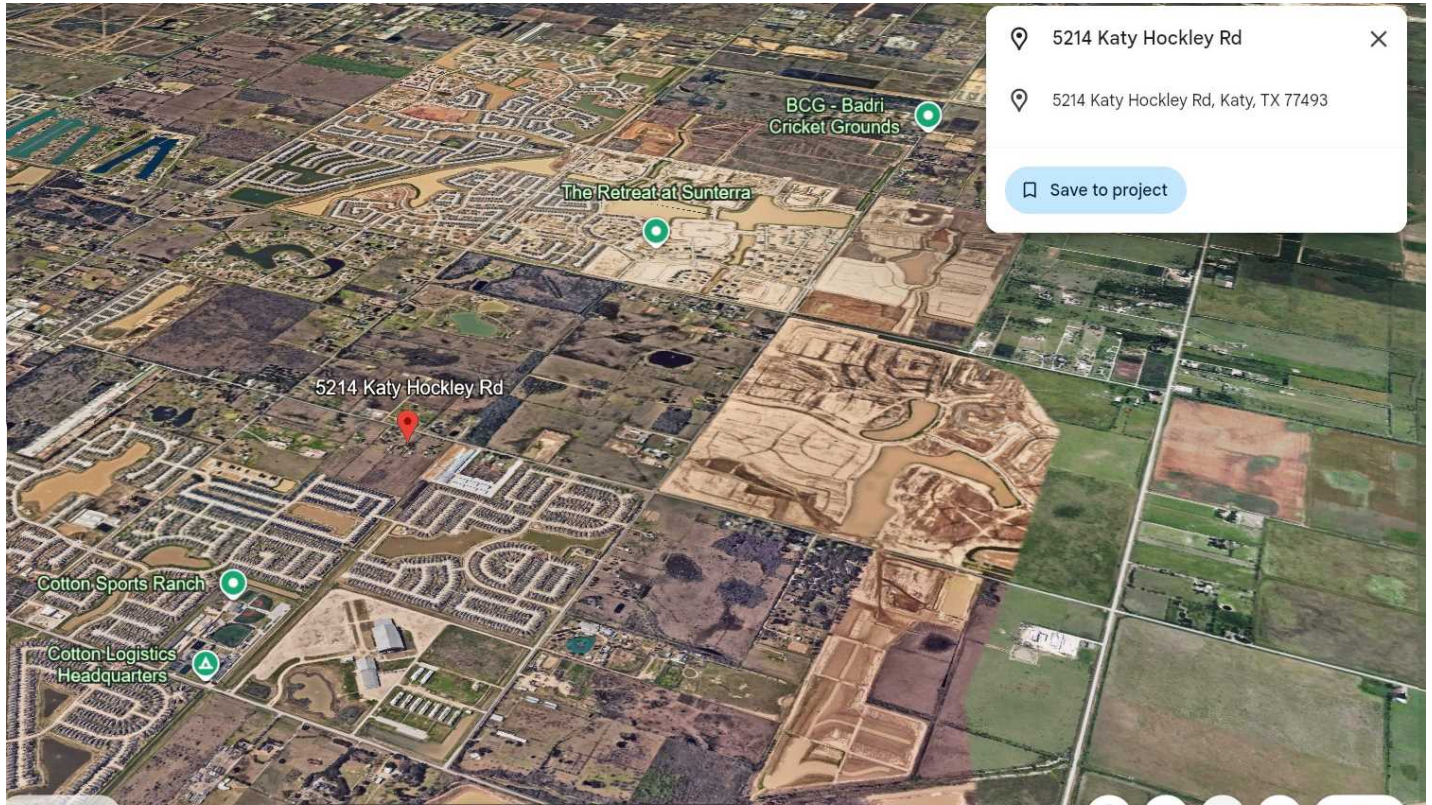 5214 Katy Hockley Rd
5214 Katy Hockley Rd, Katy, TX 77493
Save to project
BCG - Badri
Cricket Grounds
The Retreat at Sunterra
5214 Katy Hockley Rd
Cotton Sports Ranch
Cotton Logistics
Headquarters